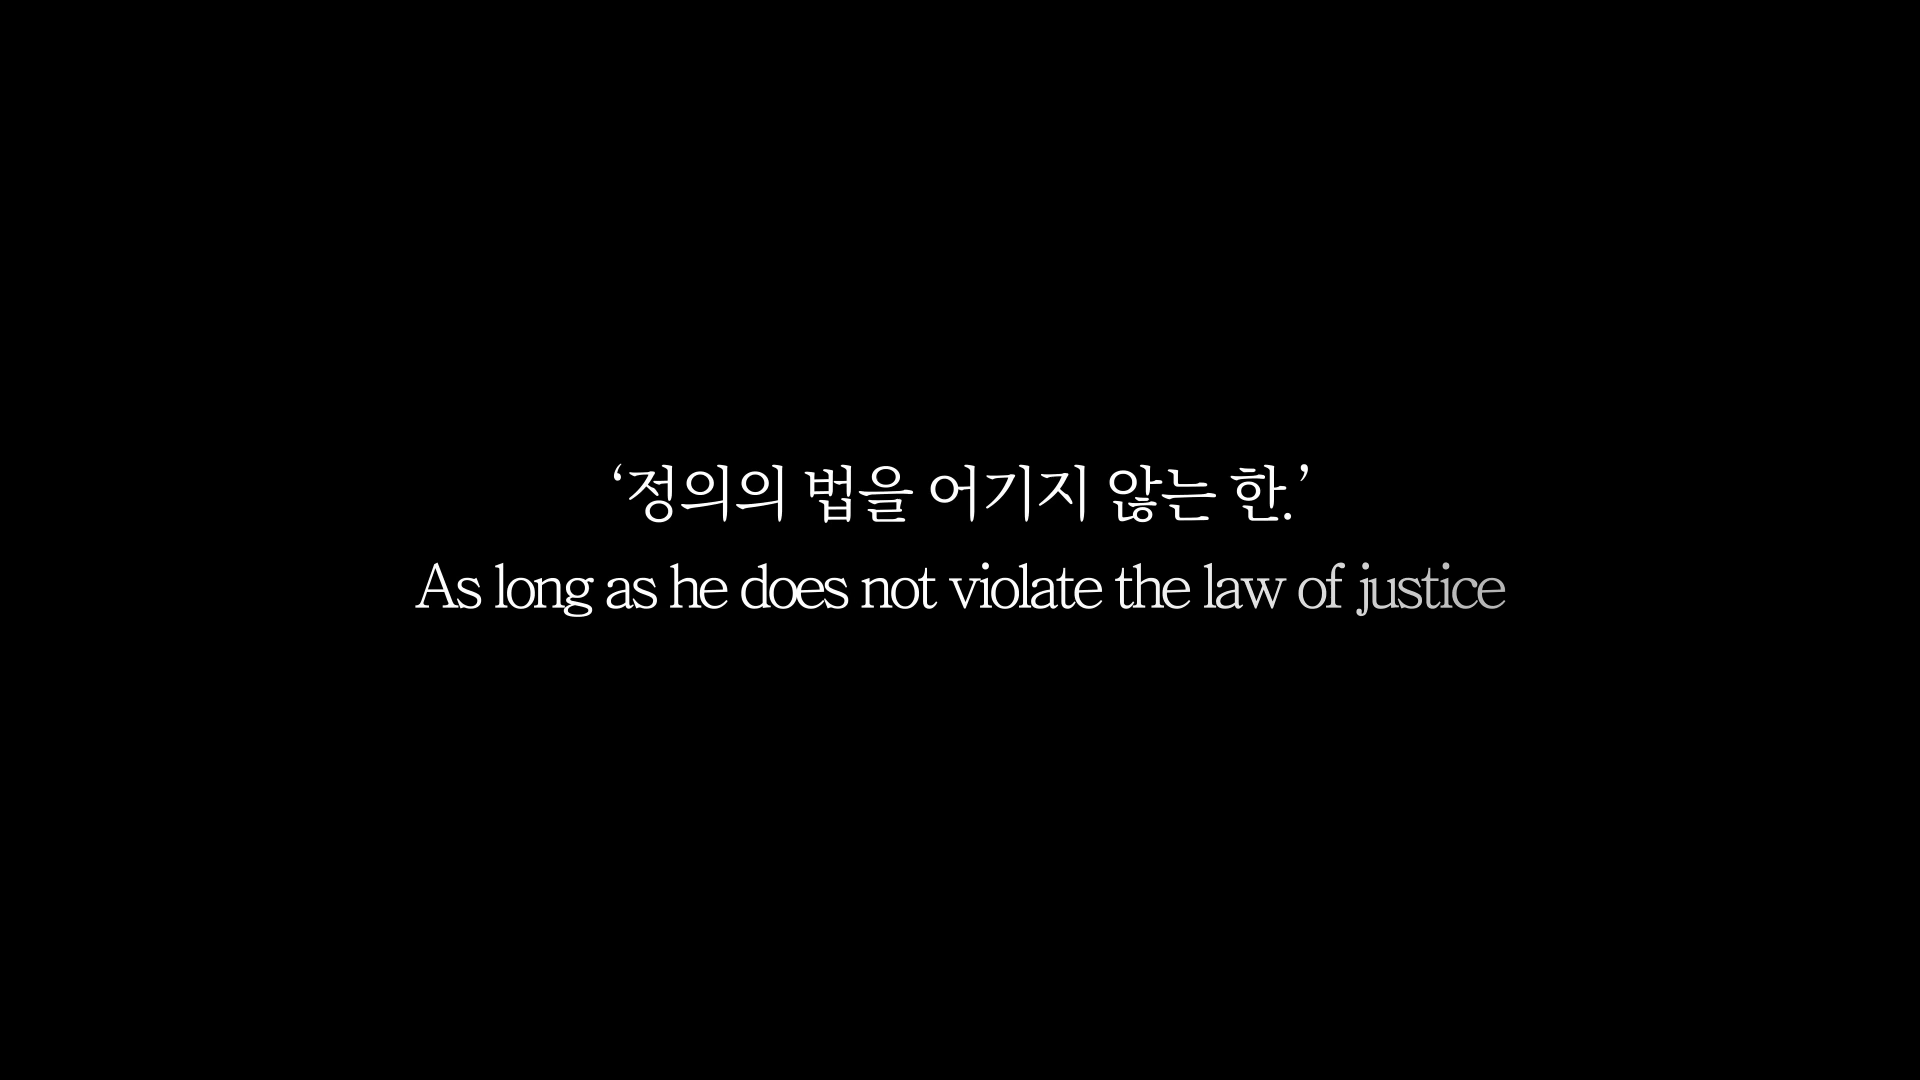 ‘정의의 법을 어기지 않는 한.’
As long as he does not violate the law of justice